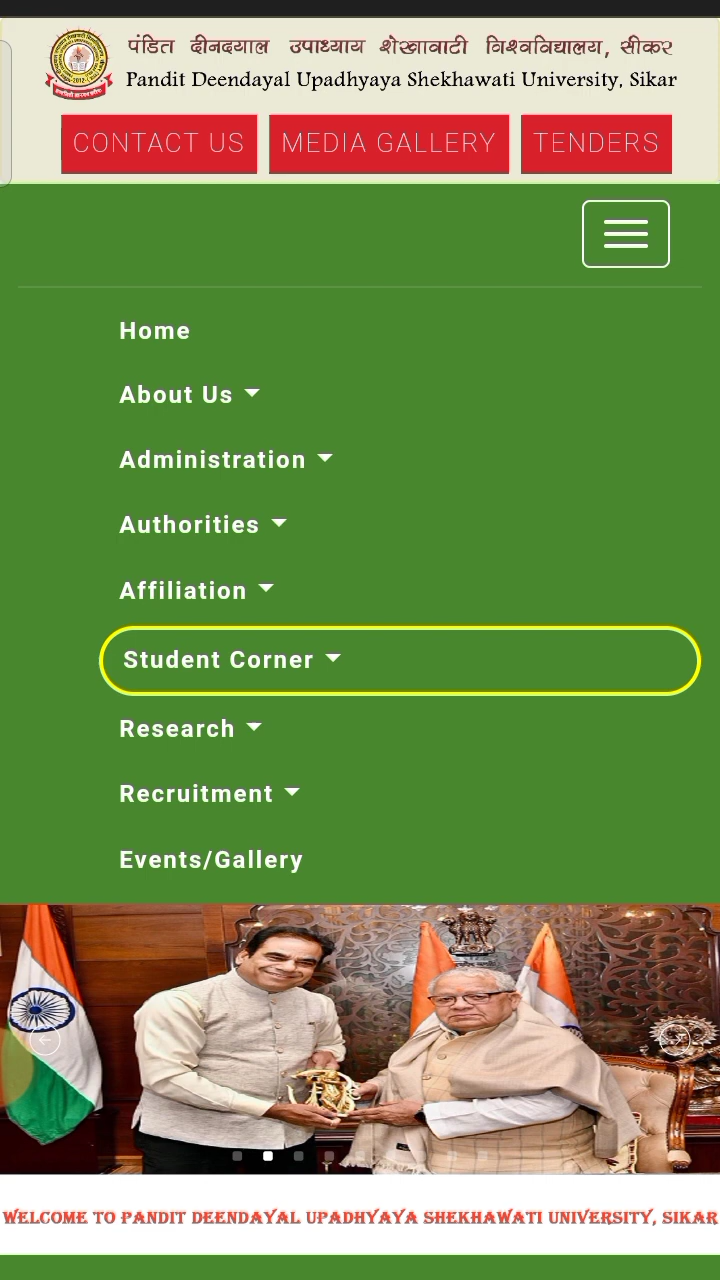 पंडित दीनदयाल उपाध्याय शेखावाटी विश्वविद्यालय, सीकर
Pandit Deendayal Upadhyaya Shekhawati University, Sikar
CONTACT US MEDIA GALLERY TENDERS
Home
About Us
Administration
Authorities
Affiliation
Student Corner
Research
Recruitment
Events/Gallery
WELCOME TO PANDIT DEENDAYAL UPADHYAYA SHEKHAWATI UNIVERSITY, SIKAR